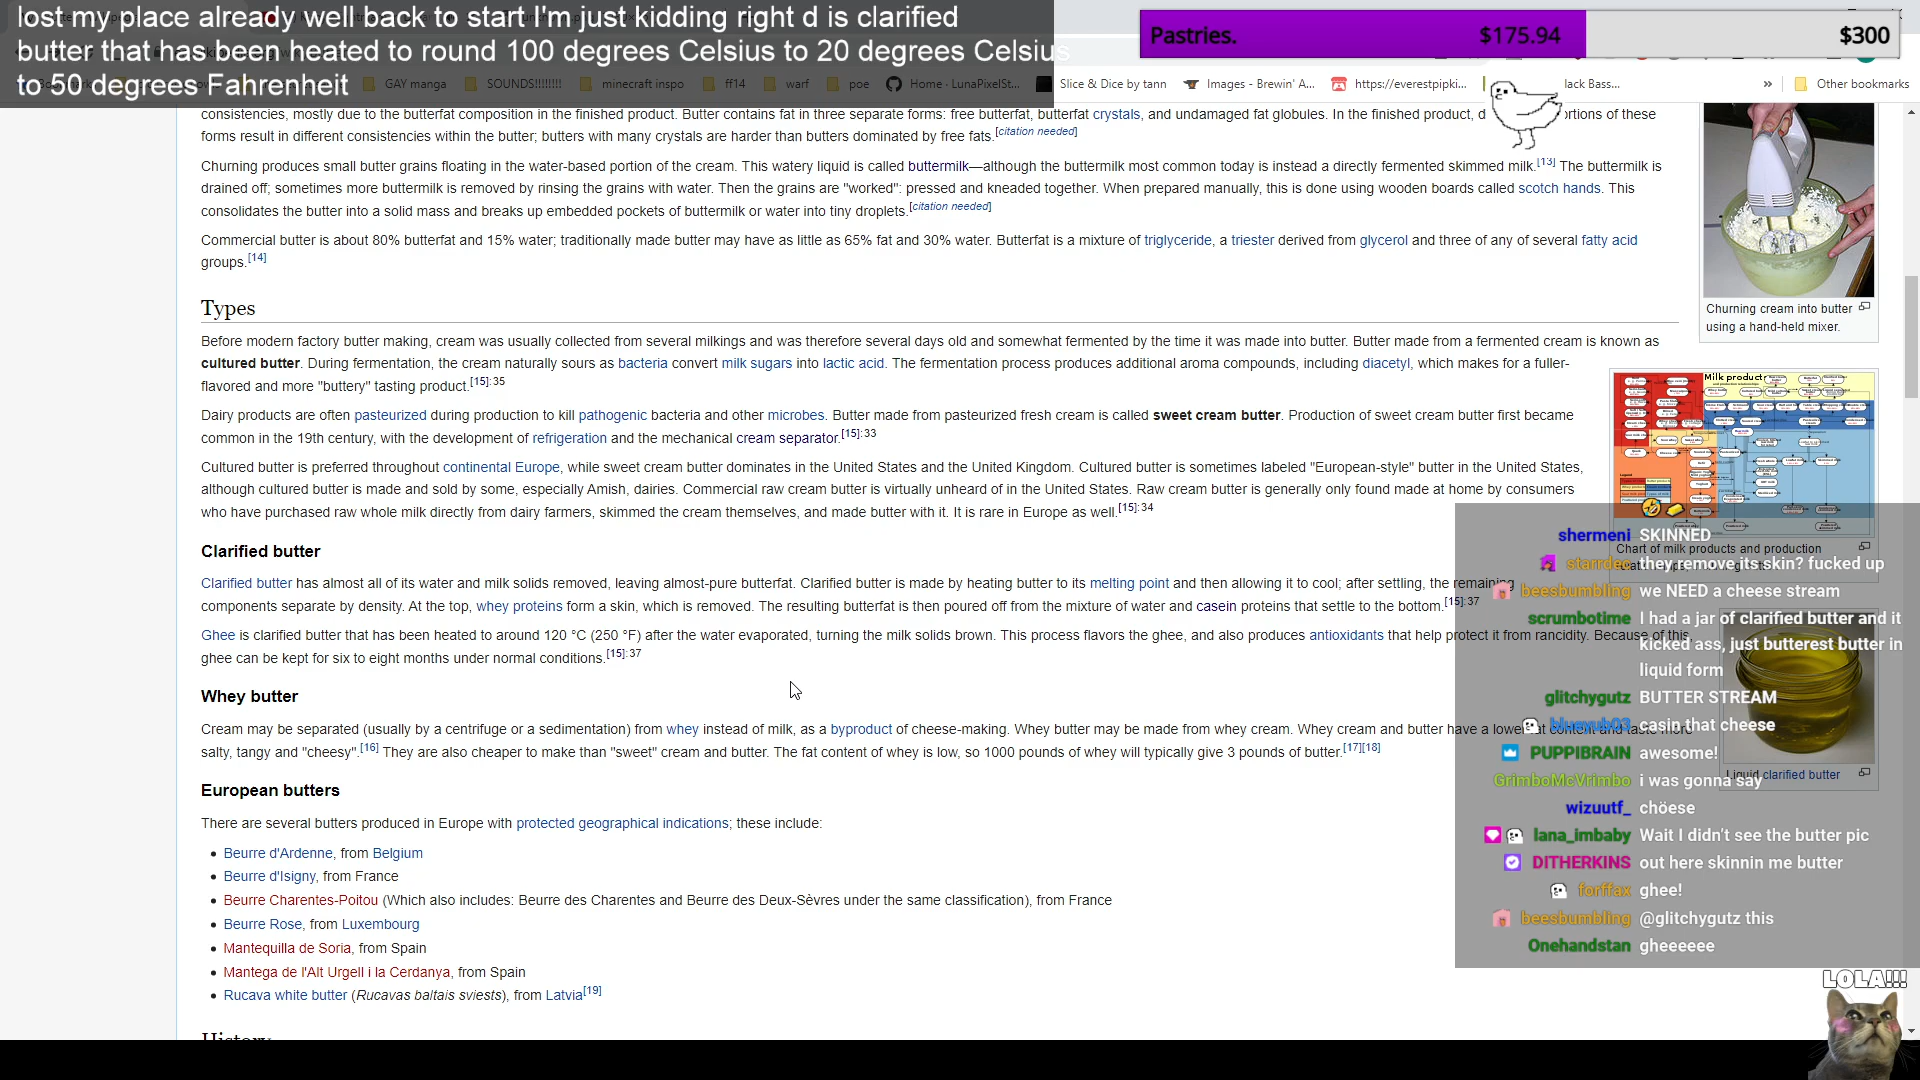 lost my place already well back to start I'm just kidding right d is clarified
butter that has been heated to round 100 degrees Celsius to 20 degrees Celsius
to 50 degrees Fahrenheit
Pastries. $175.94 $300
GAY manga SOUNDS!!!!!!!! minecraft inspo ff14 warf poe Home · LunaPixelSt... Slice & Dice by tann Images - Brewin' A... https://everestpipki... lack Bass... » Other bookmarks
consistencies, mostly due to the butterfat composition in the finished product. Butter contains fat in three separate forms: free butterfat, butterfat crystals, and undamaged fat globules. In the finished product, d ortions of these
forms result in different consistencies within the butter; butters with many crystals are harder than butters dominated by free fats.[citation needed]
Churning produces small butter grains floating in the water-based portion of the cream. This watery liquid is called buttermilk—although the buttermilk most common today is instead a directly fermented skimmed milk.[13] The buttermilk is
drained off; sometimes more buttermilk is removed by rinsing the grains with water. Then the grains are "worked": pressed and kneaded together. When prepared manually, this is done using wooden boards called scotch hands. This
consolidates the butter into a solid mass and breaks up embedded pockets of buttermilk or water into tiny droplets.[citation needed]
Commercial butter is about 80% butterfat and 15% water; traditionally made butter may have as little as 65% fat and 30% water. Butterfat is a mixture of triglyceride, a triester derived from glycerol and three of any of several fatty acid
groups.[14]
Churning cream into butter
using a hand-held mixer.
Types
Before modern factory butter making, cream was usually collected from several milkings and was therefore several days old and somewhat fermented by the time it was made into butter. Butter made from a fermented cream is known as
cultured butter. During fermentation, the cream naturally sours as bacteria convert milk sugars into lactic acid. The fermentation process produces additional aroma compounds, including diacetyl, which makes for a fuller-
flavored and more "buttery" tasting product.[15]:35
Dairy products are often pasteurized during production to kill pathogenic bacteria and other microbes. Butter made from pasteurized fresh cream is called sweet cream butter. Production of sweet cream butter first became
common in the 19th century, with the development of refrigeration and the mechanical cream separator.[15]:33
Cultured butter is preferred throughout continental Europe, while sweet cream butter dominates in the United States and the United Kingdom. Cultured butter is sometimes labeled "European-style" butter in the United States,
although cultured butter is made and sold by some, especially Amish, dairies. Commercial raw cream butter is virtually unheard of in the United States. Raw cream butter is generally only found made at home by consumers
who have purchased raw whole milk directly from dairy farmers, skimmed the cream themselves, and made butter with it. It is rare in Europe as well.[15]:34
Milk products
Chart of milk products and production
Clarified butter
Clarified butter has almost all of its water and milk solids removed, leaving almost-pure butterfat. Clarified butter is made by heating butter to its melting point and then allowing it to cool; after settling, the remaining
components separate by density. At the top, whey proteins form a skin, which is removed. The resulting butterfat is then poured off from the mixture of water and casein proteins that settle to the bottom.[15]:37
Ghee is clarified butter that has been heated to around 120 °C (250 °F) after the water evaporated, turning the milk solids brown. This process flavors the ghee, and also produces antioxidants that help protect it from rancidity. Because of this,
ghee can be kept for six to eight months under normal conditions.[15]:37
Whey butter
Cream may be separated (usually by a centrifuge or a sedimentation) from whey instead of milk, as a byproduct of cheese-making. Whey butter may be made from whey cream. Whey cream and butter have a lower fat content and taste more
salty, tangy and "cheesy".[16] They are also cheaper to make than "sweet" cream and butter. The fat content of whey is low, so 1000 pounds of whey will typically give 3 pounds of butter.[17][18]
Liquid clarified butter
European butters
There are several butters produced in Europe with protected geographical indications; these include:
• Beurre d'Ardenne, from Belgium
• Beurre d'Isigny, from France
• Beurre Charentes-Poitou (Which also includes: Beurre des Charentes and Beurre des Deux-Sèvres under the same classification), from France
• Beurre Rose, from Luxembourg
• Mantequilla de Soria, from Spain
• Mantega de l'Alt Urgell i la Cerdanya, from Spain
• Rucava white butter (Rucavas baltais sviests), from Latvia[19]
History
shermeni SKINNED
they remove its skin? fucked up
beesbumbling we NEED a cheese stream
scrumbotime I had a jar of clarified butter and it
kicked ass, just butterest butter in
liquid form
glitchygutz BUTTER STREAM
casin that cheese
PUPPIBRAIN awesome!
GrimboMcVrimbo i was gonna say
wizuutf_ chöese
lana_imbaby Wait I didn't see the butter pic
DITHERKINS out here skinnin me butter
forffax ghee!
beesbumbling @glitchygutz this
Onehandstan gheeeeee
LOLA!!!